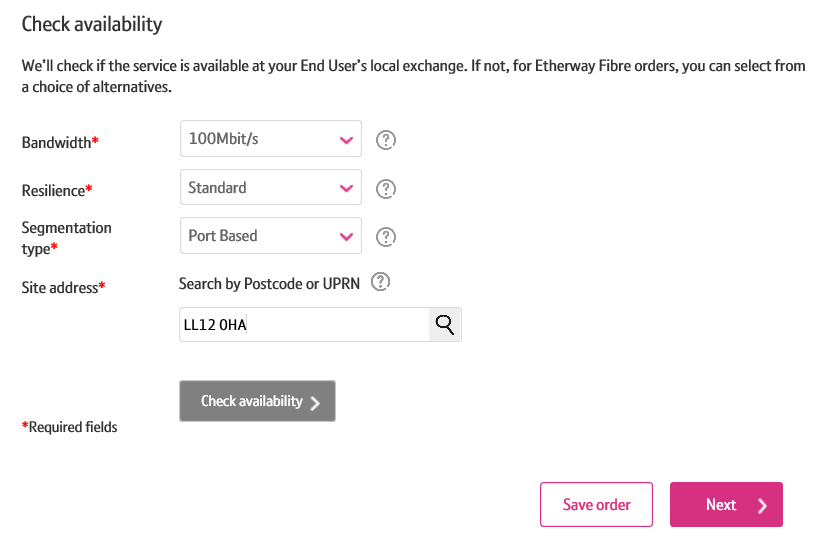 Check availability
We'll check if the service is available at your End User's local exchange. If not, for Etherway Fibre orders, you can select from
a choice of alternatives.
Bandwidth*
100Mbit/s
?
Resilience*
Standard
?
Segmentation
type*
Port Based
?
Site address*
Search by Postcode or UPRN
?
LL12 0HA
Check availability
*Required fields
Save order
Next